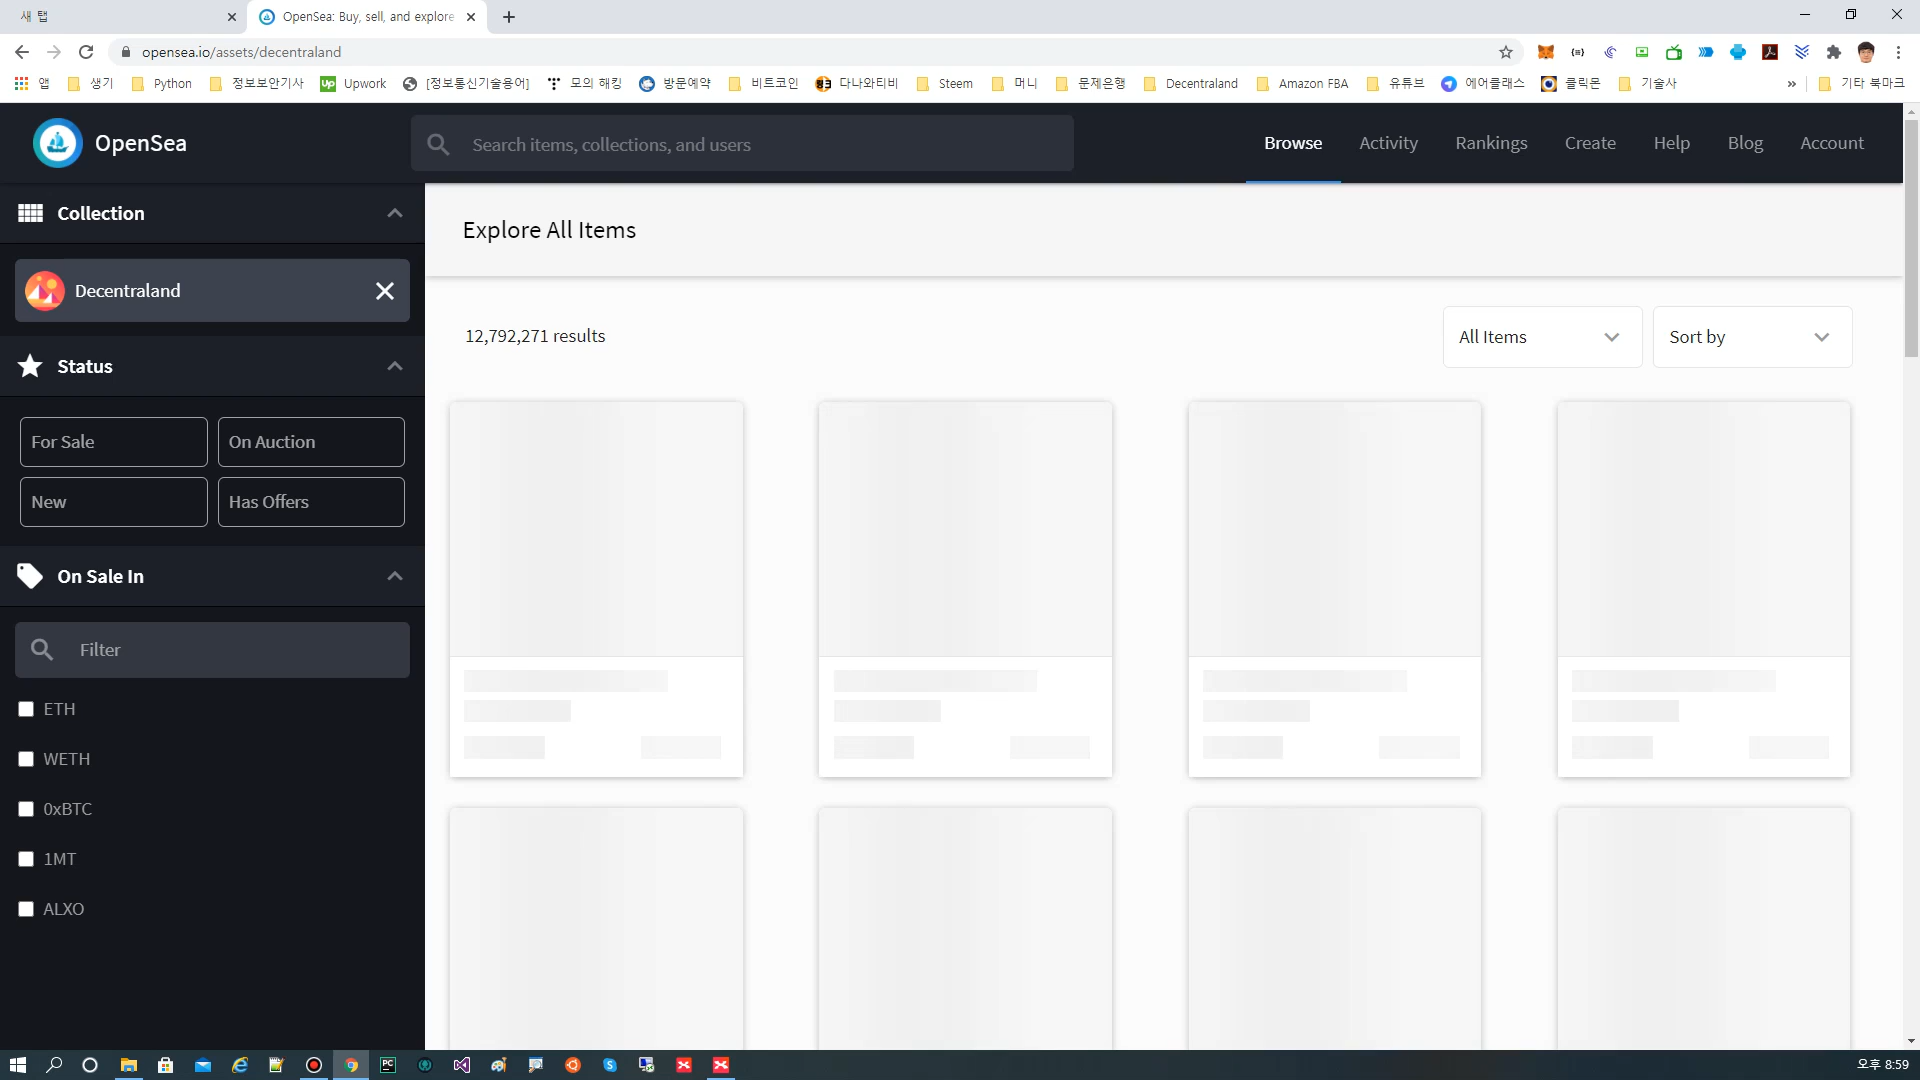 새 탭
OpenSea: Buy, sell, and explore
opensea.io/assets/decentraland
앱 생기 Python 정보보안기사 Up Upwork [정보통신기술용어] 모의 해킹 방문예약 비트코인 다나와티비 Steem 머니 문제은행 Decentraland Amazon FBA 유튜브 에어클래스 클릭몬 기술사 » 기타 북마크
OpenSea
Search items, collections, and users
Browse Activity Rankings Create Help Blog Account
Collection
Explore All Items
Decentraland
12,792,271 results
All Items
Sort by
Status
For Sale
On Auction
New
Has Offers
On Sale In
Filter
ETH
WETH
0xBTC
1MT
ALXO
PC
오후 8:59